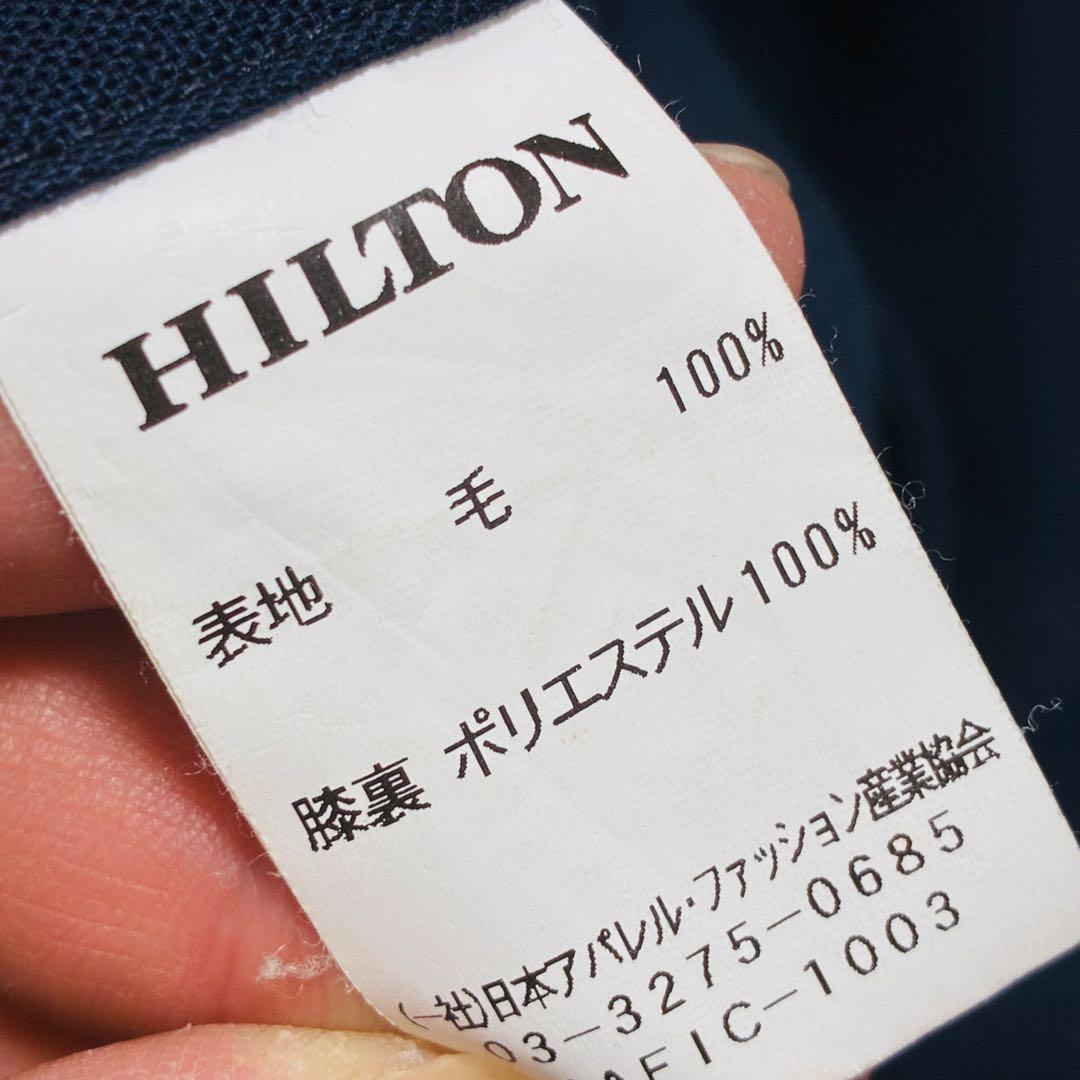 HILTON
表地 毛 100%
膝裏 ポリエステル100%
(一社)日本アパレル・ファッション産業協会
03-3275-0685
AFIC-1003